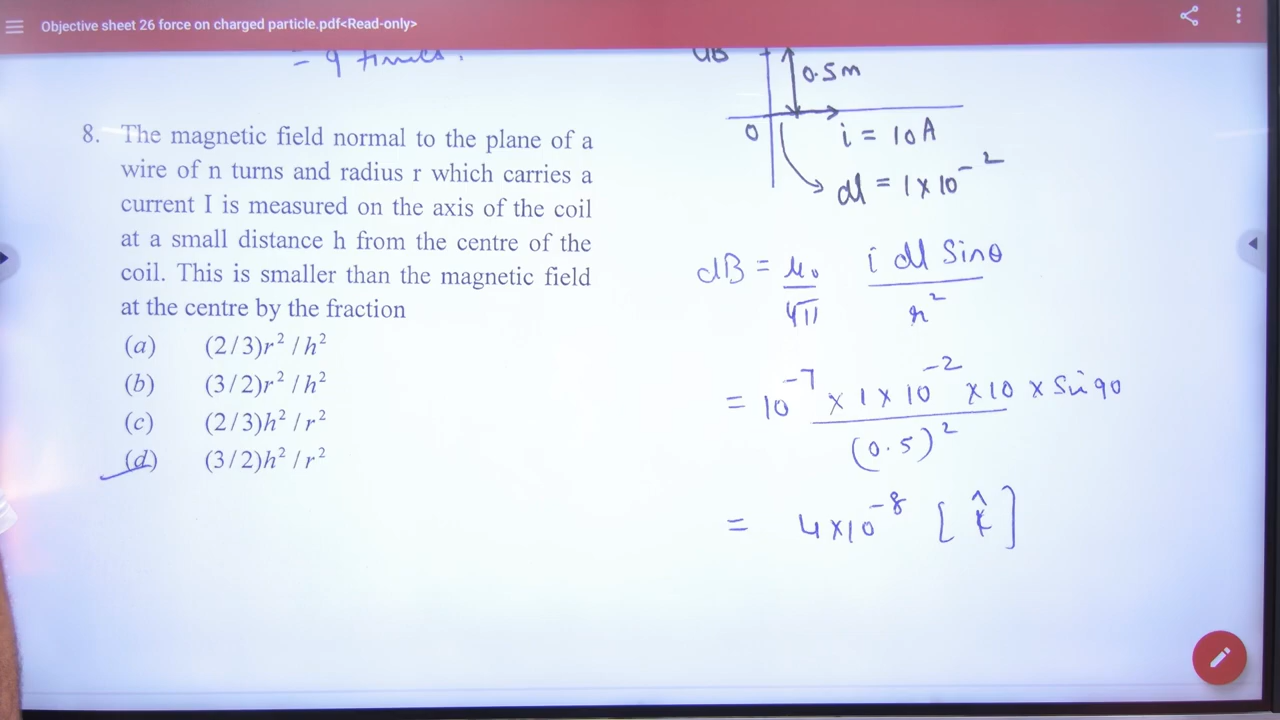 Objective sheet 26 force on charged particle.pdf<Read-only>
= 9 times.
8. The magnetic field normal to the plane of a
wire of n turns and radius r which carries a
current I is measured on the axis of the coil
at a small distance h from the centre of the
coil. This is smaller than the magnetic field
at the centre by the fraction
(a) (2/3)r² / h²
(b) (3/2)r² / h²
(c) (2/3)h² / r²
(d) (3/2)h² / r²
dB
0.5m
0
i = 10A
dl = 1 × 10⁻²
dB = μ₀/4π i dl Sinθ/r²
= 10⁻⁷ × 1 × 10⁻² × 10 × Sin 90/(0.5)²
= 4×10⁻⁸ [k̂]